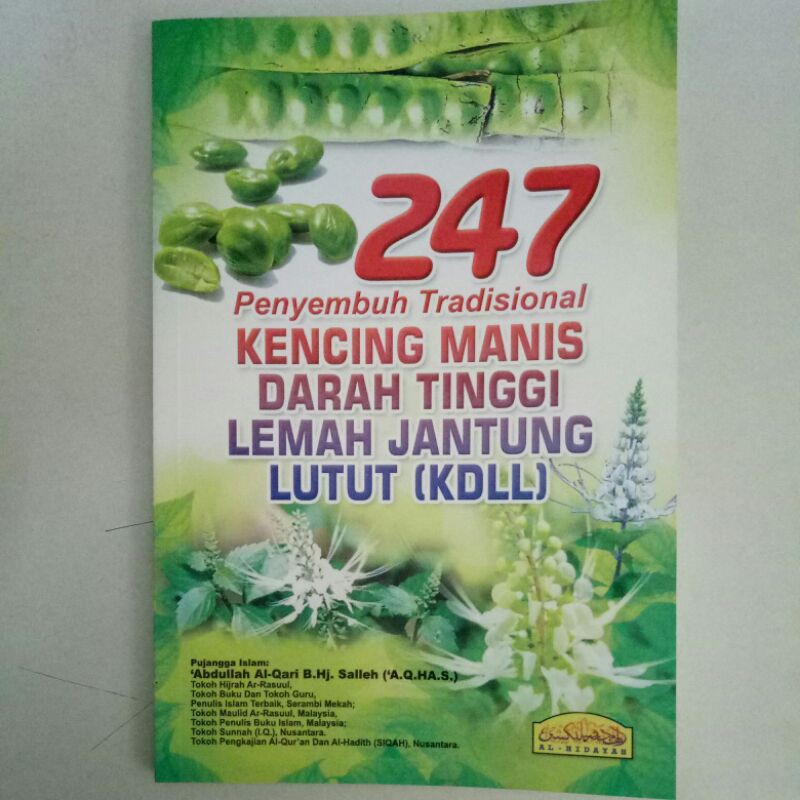 247
Penyembuh Tradisional
KENCING MANIS
DARAH TINGGI
LEMAH JANTUNG
LUTUT (KDLL)
Pujangga Islam:
'Abdullah Al-Qari B.Hj. Salleh ('A.Q.HA.S.)
Tokoh Hijrah Ar-Rasuul,
Tokoh Buku Dan Tokoh Guru,
Penulis Islam Terbaik, Serambi Mekah;
Tokoh Maulid Ar-Rasuul, Malaysia,
Tokoh Penulis Buku Islam, Malaysia;
Tokoh Sunnah (I.Q.), Nusantara.
Tokoh Pengkajian Al-Qur'an Dan Al-Hadith (SIQAH), Nusantara.
AL-HIDAYAH